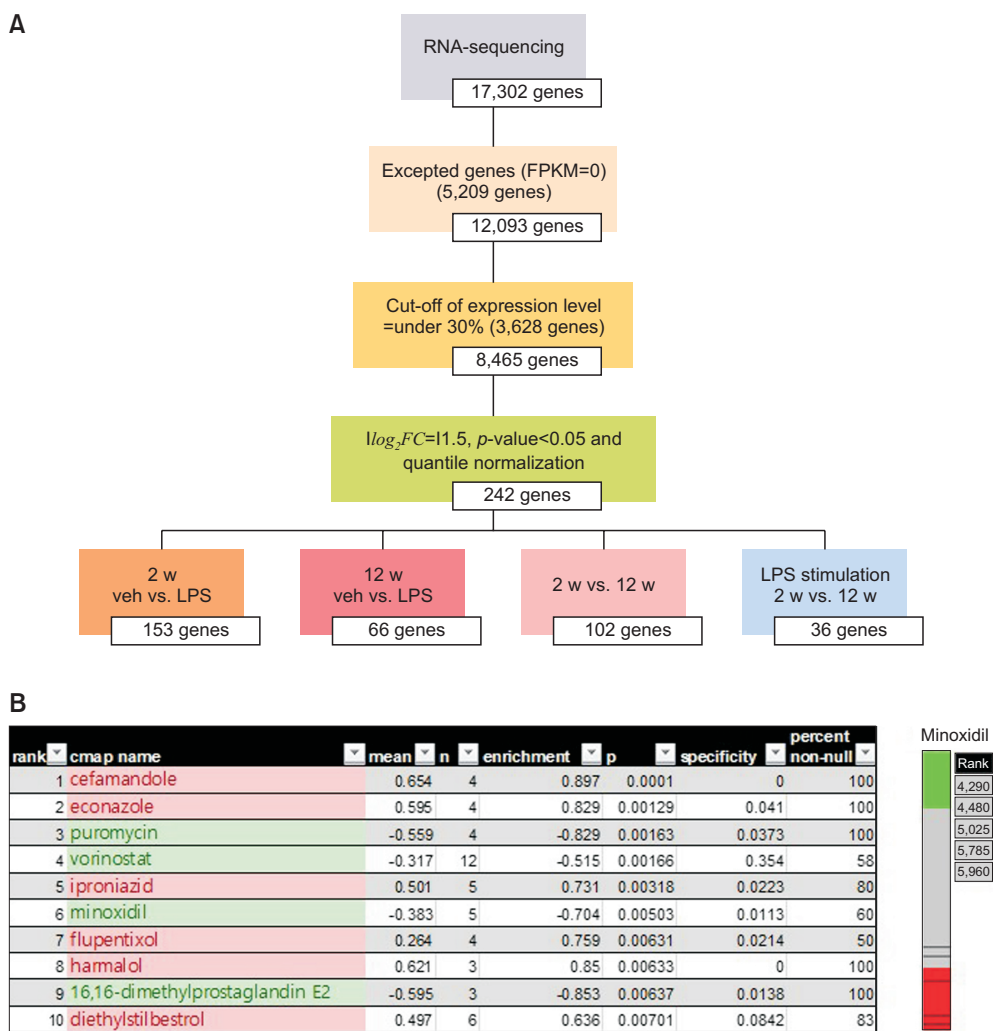 A
RNA-sequencing
17,302 genes
Excepted genes (FPKM=0)
(5,209 genes)
12,093 genes
Cut-off of expression level
=under 30% (3,628 genes)
8,465 genes
Ilog2FC=I1.5, p-value<0.05 and
quantile normalization
242 genes
2 w
veh vs. LPS
153 genes
12 w
veh vs. LPS
66 genes
2 w vs. 12 w
102 genes
LPS stimulation
2 w vs. 12 w
36 genes
B
rank cmap name mean n enrichment p specificity percent non-null
1 cefamandole 0.654 4 0.897 0.0001 0 100
2 econazole 0.595 4 0.829 0.00129 0.041 100
3 puromycin -0.559 4 -0.829 0.00163 0.0373 100
4 vorinostat -0.317 12 -0.515 0.00166 0.354 58
5 iproniazid 0.501 5 0.731 0.00318 0.0223 80
6 minoxidil -0.383 5 -0.704 0.00503 0.0113 60
7 flupentixol 0.264 4 0.759 0.00631 0.0214 50
8 harmalol 0.621 3 0.85 0.00633 0 100
9 16,16-dimethylprostaglandin E2 -0.595 3 -0.853 0.00637 0.0138 100
10 diethylstilbestrol 0.497 6 0.636 0.00701 0.0842 83
Minoxidil
Rank
4,290
4,480
5,025
5,785
5,960